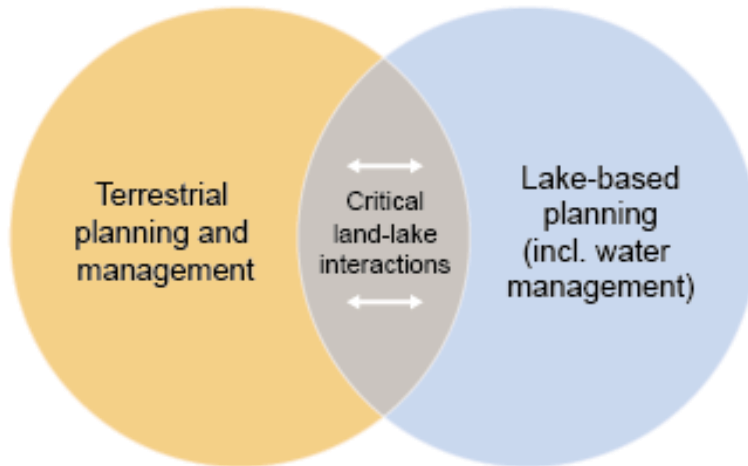 Terrestrial
planning and
management
Critical
land-lake
interactions
Lake-based
planning
(incl. water
management)